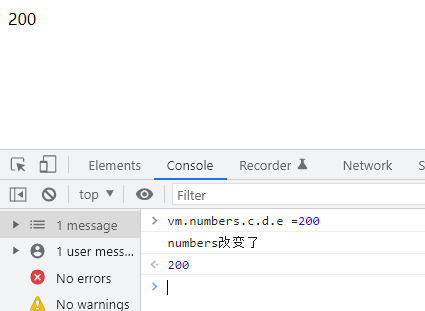 200
Elements Console Recorder Network S
top Filter
1 message
1 user mess...
No errors
No warnings
vm.numbers.c.d.e =200
numbers改变了
200